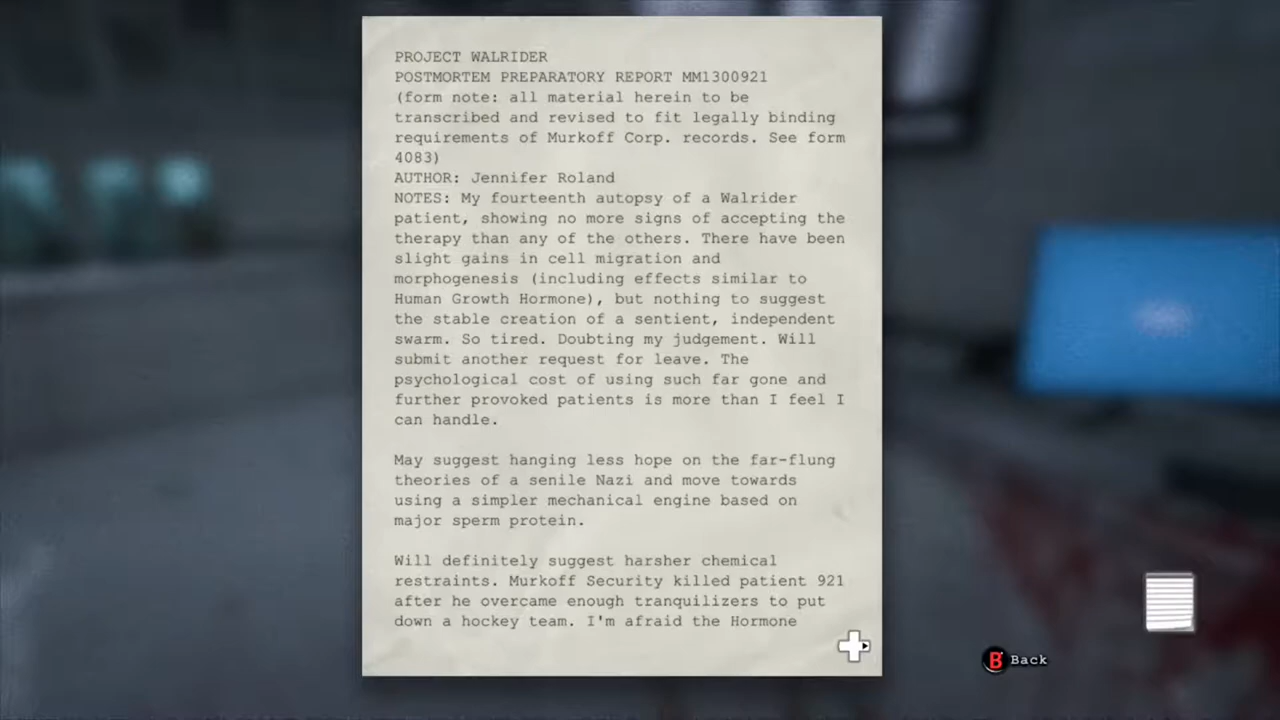 PROJECT WALRIDER
POSTMORTEM PREPARATORY REPORT MM1300921
(form note: all material herein to be
transcribed and revised to fit legally binding
requirements of Murkoff Corp. records. See form
4083)
AUTHOR: Jennifer Roland
NOTES: My fourteenth autopsy of a Walrider
patient, showing no more signs of accepting the
therapy than any of the others. There have been
slight gains in cell migration and
morphogenesis (including effects similar to
Human Growth Hormone), but nothing to suggest
the stable creation of a sentient, independent
swarm. So tired. Doubting my judgement. Will
submit another request for leave. The
psychological cost of using such far gone and
further provoked patients is more than I feel I
can handle.
May suggest hanging less hope on the far-flung
theories of a senile Nazi and move towards
using a simpler mechanical engine based on
major sperm protein.
Will definitely suggest harsher chemical
restraints. Murkoff Security killed patient 921
after he overcame enough tranquilizers to put
down a hockey team. I'm afraid the Hormone
B Back